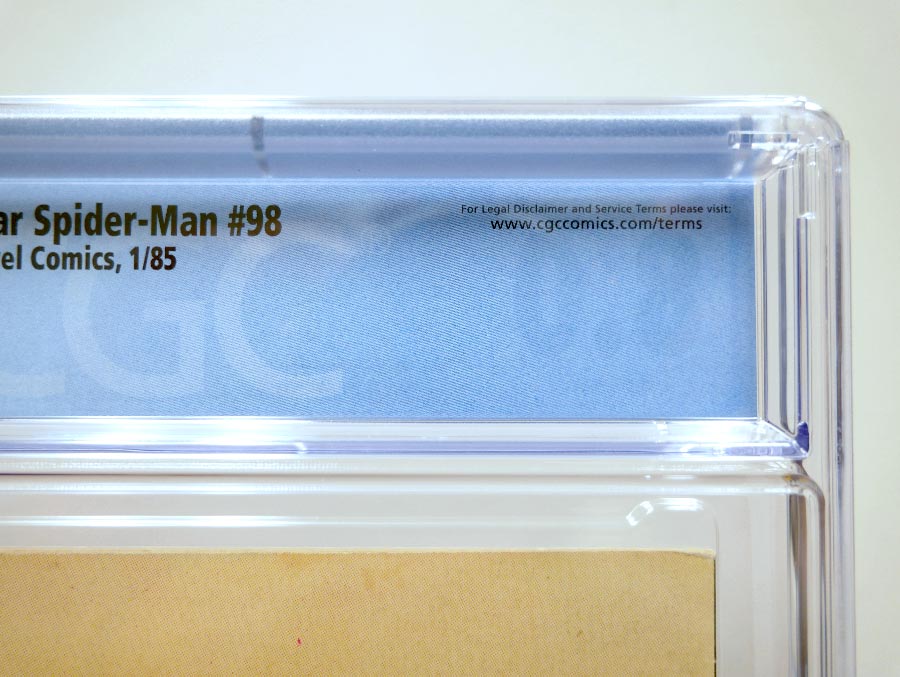 ar Spider-Man #98
el Comics, 1/85
For Legal Disclaimer and Service Terms please visit:
www.cgccomics.com/terms
CGC